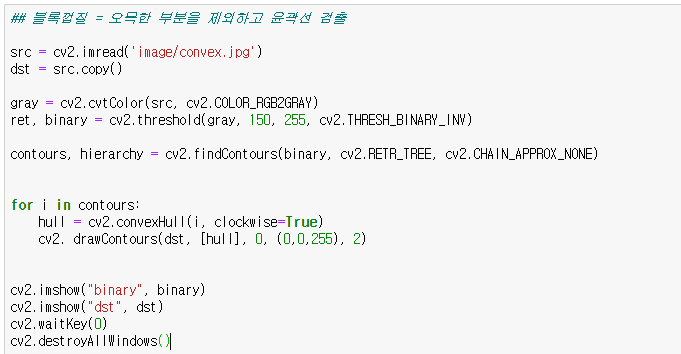 ## 블록껍질 = 오목한 부분을 제외하고 윤곽선 검출
src = cv2.imread('image/convex.jpg')
dst = src.copy()
gray = cv2.cvtColor(src, cv2.COLOR_RGB2GRAY)
ret, binary = cv2.threshold(gray, 150, 255, cv2.THRESH_BINARY_INV)
contours, hierarchy = cv2.findContours(binary, cv2.RETR_TREE, cv2.CHAIN_APPROX_NONE)
for i in contours:
    hull = cv2.convexHull(i, clockwise=True)
    cv2. drawContours(dst, [hull], 0, (0,0,255), 2)
cv2.imshow("binary", binary)
cv2.imshow("dst", dst)
cv2.waitKey(0)
cv2.destroyAllWindows()